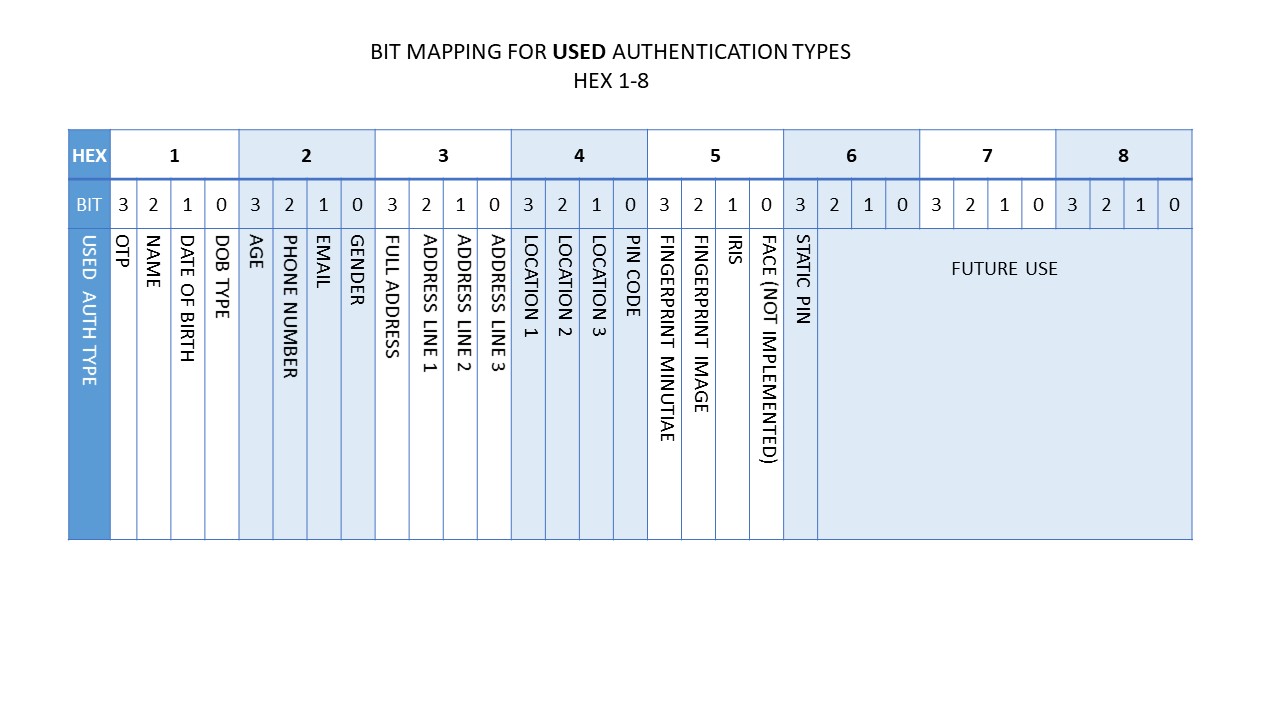 BIT MAPPING FOR USED AUTHENTICATION TYPES
HEX 1-8
HEX 1 2 3 4 5 6 7 8
BIT 3 2 1 0 3 2 1 0 3 2 1 0 3 2 1 0 3 2 1 0 3 2 1 0 3 2 1 0 3 2 1 0
USED AUTH TYPE
OTP
NAME
DATE OF BIRTH
DOB TYPE
AGE
PHONE NUMBER
EMAIL
GENDER
FULL ADDRESS
ADDRESS LINE 1
ADDRESS LINE 2
ADDRESS LINE 3
LOCATION 1
LOCATION 2
LOCATION 3
PIN CODE
FINGERPRINT MINUTIAE
FINGERPRINT IMAGE
IRIS
FACE (NOT IMPLEMENTED)
STATIC PIN
FUTURE USE